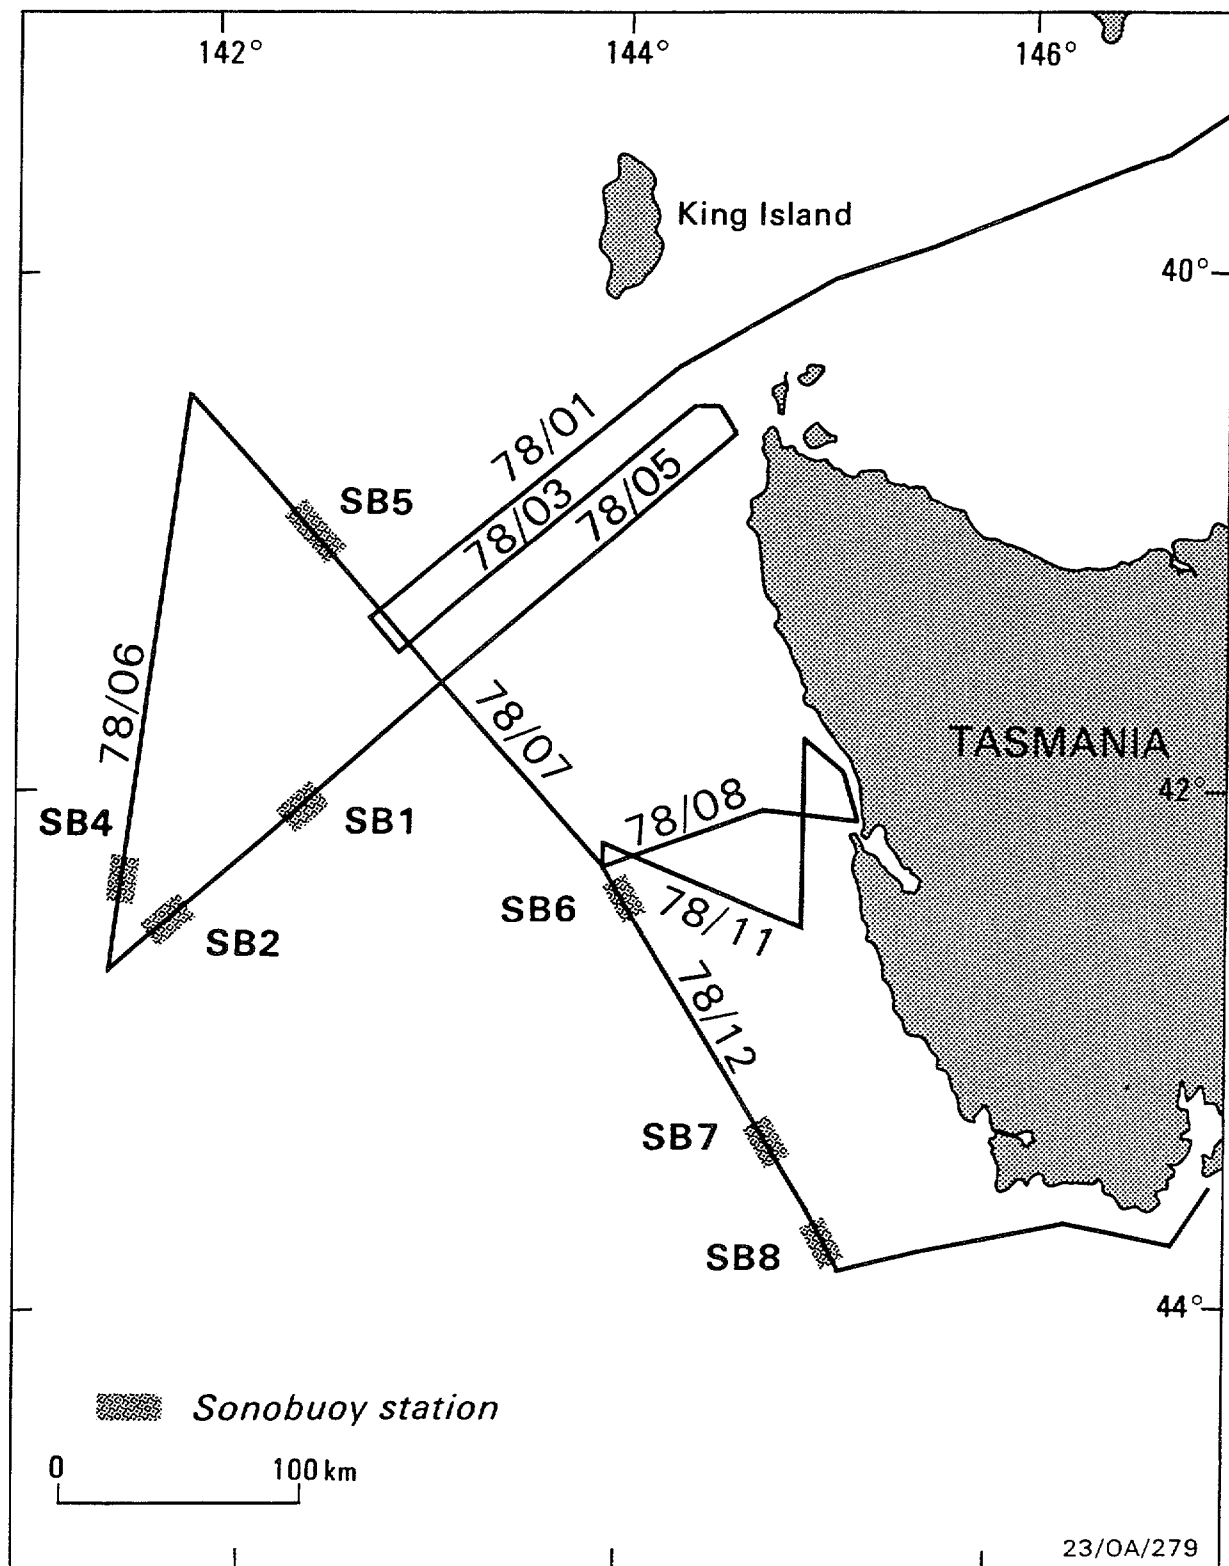 142°
144°
146°
King Island
40°
78/01
78/03
78/05
SB5
78/06
78/07
TASMANIA
42°
SB4
SB1
78/08
SB2
SB6
78/11
78/12
SB7
SB8
44°
Sonobuoy station
0
100 km
23/OA/279